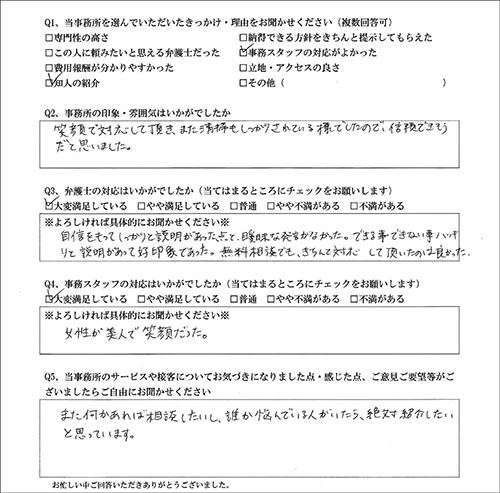 Q1、当事務所を選んでいただいたきっかけ・理由をお聞かせください（複数回答可）
□専門性の高さ □納得できる方針をきちんと提示してもらえた
□この人に頼みたいと思える弁護士だった ☑事務スタッフの対応がよかった
□費用報酬が分かりやすかった □立地・アクセスの良さ
☑知人の紹介 □その他（ ）
Q2、事務所の印象・雰囲気はいかがでしたか
笑顔で対応して頂き、また清掃もしっかりされている様でしたので、信頼できそう
だと思いました。
Q3、弁護士の対応はいかがでしたか（当てはまるところにチェックをお願いします）
☑大変満足している □やや満足している □普通 □やや不満がある □不満がある
※よろしければ具体的にお聞かせください※
自信をもってしっかりと説明があった点と、曖昧な発言がなかった。できる事できない事ハッキ
リと説明があって好印象であった。無料相談でも、きちんと対応して頂いたのは良かった。
Q4、事務スタッフの対応はいかがでしたか（当てはまるところにチェックをお願いします）
☑大変満足している □やや満足している □普通 □やや不満がある □不満がある
※よろしければ具体的にお聞かせください※
女性が美人で笑顔だった。
Q5、当事務所のサービスや接客についてお気づきになりました点・感じた点、ご意見ご要望等がご
ざいましたらご自由にお聞かせください
また何かあれば相談したいし、誰か悩んでいる人がいたら、絶対紹介したい
と思っています。
お忙しい中ご回答いただきありがとうございました。